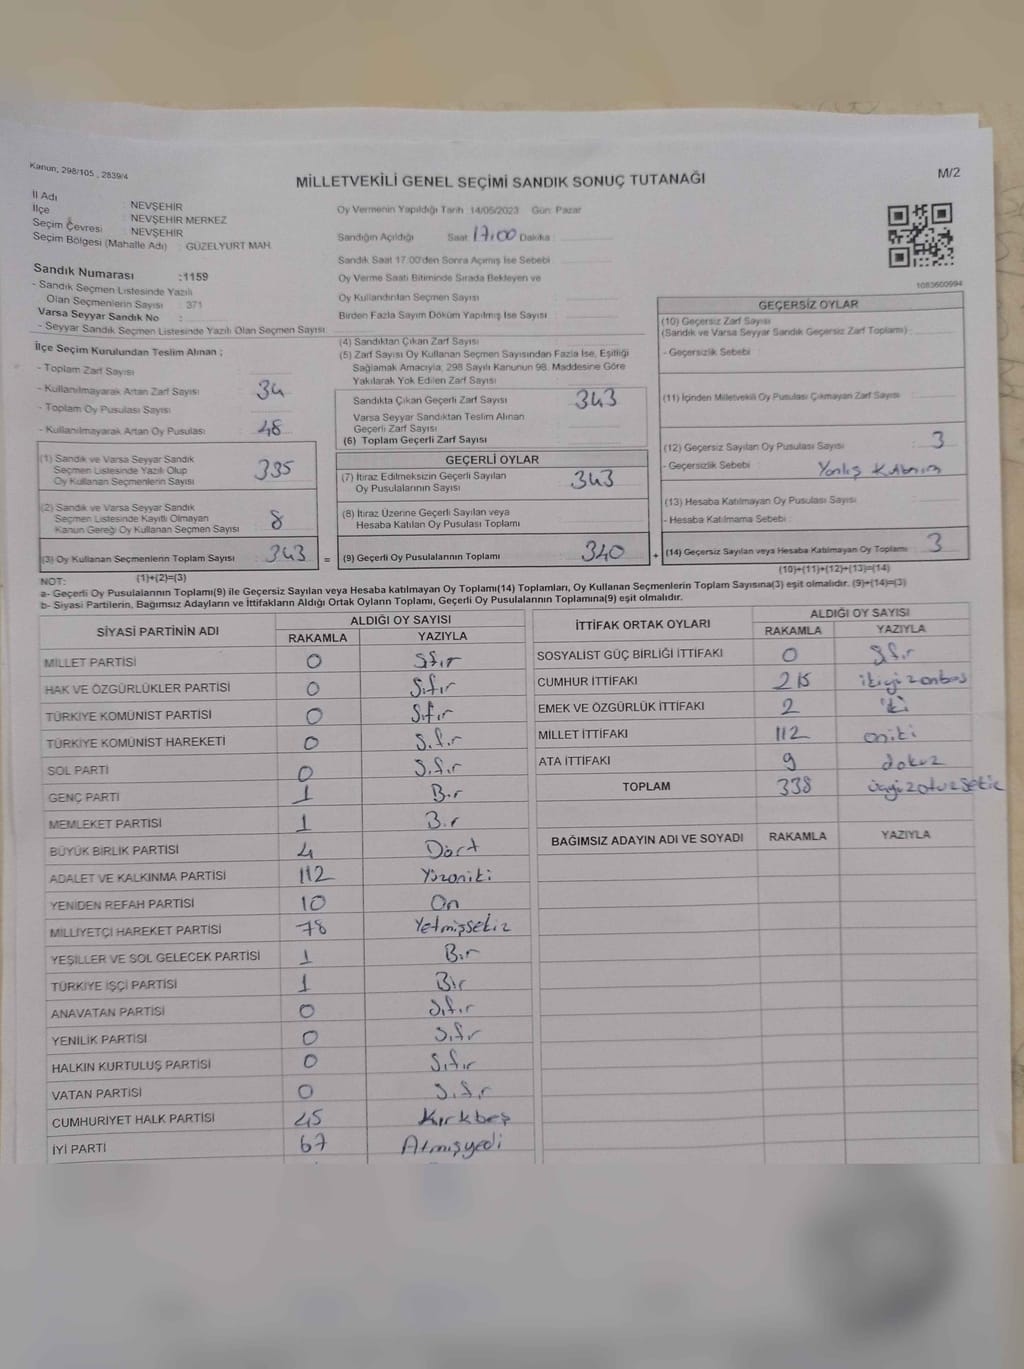 Kanun, 298/105 , 2839/4
MİLLETVEKİLİ GENEL SEÇİMİ SANDIK SONUÇ TUTANAĞI
M/2
İl Adı : NEVŞEHİR
İlçe : NEVŞEHİR MERKEZ
Seçim Çevresi : NEVŞEHİR
Seçim Bölgesi (Mahalle Adı) : GÜZELYURT MAH.
Sandık Numarası :1159
- Sandık Seçmen Listesinde Yazılı
Olan Seçmenlerin Sayısı : 371
Varsa Seyyar Sandık No :
- Seyyar Sandık Seçmen Listesinde Yazılı Olan Seçmen Sayısı :
Oy Vermenin Yapıldığı Tarih :14/05/2023 Gün: Pazar
Sandığın Açıldığı Saat 17:00 Dakika :
Sandık Saat 17.00'den Sonra Açılmış İse Sebebi :
Oy Verme Saati Bitiminde Sırada Bekleyen ve
Oy Kullandırılan Seçmen Sayısı
Birden Fazla Sayım Döküm Yapılmış İse Sayısı :
1083600994
İlçe Seçim Kurulundan Teslim Alınan ;
- Toplam Zarf Sayısı
- Kullanılmayarak Artan Zarf Sayısı : 34
- Toplam Oy Pusulası Sayısı
- Kullanılmayarak Artan Oy Pusulası : 48
(1) Sandık ve Varsa Seyyar Sandık
Seçmen Listesinde Yazılı Olup
Oy Kullanan Seçmenlerin Sayısı : 335
(2) Sandık ve Varsa Seyyar Sandık
Seçmen Listesinde Kayıtlı Olmayan
Kanun Gereği Oy Kullanan Seçmen Sayısı : 8
(3) Oy Kullanan Seçmenlerin Toplam Sayısı : 343 =
(4) Sandıktan Çıkan Zarf Sayısı
(5) Zarf Sayısı Oy Kullanan Seçmen Sayısından Fazla İse, Eşitliği
Sağlamak Amacıyla, 298 Sayılı Kanunun 98. Maddesine Göre
Yakılarak Yok Edilen Zarf Sayısı
Sandıkta Çıkan Geçerli Zarf Sayısı : 343
Varsa Seyyar Sandıktan Teslim Alınan
Geçerli Zarf Sayısı
(6) Toplam Geçerli Zarf Sayısı
GEÇERLİ OYLAR
(7) İtiraz Edilmeksizin Geçerli Sayılan
Oy Pusulalarının Sayısı : 343
(8) İtiraz Üzerine Geçerli Sayılan veya
Hesaba Katılan Oy Pusulası Toplamı
(9) Geçerli Oy Pusulalarının Toplamı : 340 +
GEÇERSİZ OYLAR
(10) Geçersiz Zarf Sayısı
(Sandık ve Varsa Seyyar Sandık Geçersiz Zarf Toplamı) :
- Geçersizlik Sebebi :
(11) İçinden Milletvekili Oy Pusulası Çıkmayan Zarf Sayısı :
(12) Geçersiz Sayılan Oy Pusulası Sayısı : 3
- Geçersizlik Sebebi :
(13) Hesaba Katılmayan Oy Pusulası Sayısı :
- Hesaba Katılmama Sebebi :
(14) Geçersiz Sayılan veya Hesaba Katılmayan Oy Toplamı : 3
(10)+(11)+(12)+(13)=(14)
NOT: (1)+(2)=(3)
a- Geçerli Oy Pusulalarının Toplamı(9) ile Geçersiz Sayılan veya Hesaba katılmayan Oy Toplamı(14) Toplamları, Oy Kullanan Seçmenlerin Toplam Sayısına(3) eşit olmalıdır. (9)+(14)=(3)
b- Siyasi Partilerin, Bağımsız Adayların ve İttifakların Aldığı Ortak Oyların Toplamı, Geçerli Oy Pusulalarının Toplamına(9) eşit olmalıdır.
SİYASİ PARTİNİN ADI ALDIĞI OY SAYISI
RAKAMLA YAZIYLA
MİLLET PARTİSİ 0 Sıfır
HAK VE ÖZGÜRLÜKLER PARTİSİ 0 Sıfır
TÜRKİYE KOMÜNİST PARTİSİ 0 Sıfır
TÜRKİYE KOMÜNİST HAREKETİ 0 Sıfır
SOL PARTİ 0 Sıfır
GENÇ PARTİ 1 Bir
MEMLEKET PARTİSİ 1 Bir
BÜYÜK BİRLİK PARTİSİ 4 Dört
ADALET VE KALKINMA PARTİSİ 112 Yüzoniki
YENİDEN REFAH PARTİSİ 10 On
MİLLİYETÇİ HAREKET PARTİSİ 78 Yetmişsekiz
YEŞİLLER VE SOL GELECEK PARTİSİ 1 Bir
TÜRKİYE İŞÇİ PARTİSİ 1 Bir
ANAVATAN PARTİSİ 0 Sıfır
YENİLİK PARTİSİ 0 Sıfır
HALKIN KURTULUŞ PARTİSİ 0 Sıfır
VATAN PARTİSİ 0 Sıfır
CUMHURİYET HALK PARTİSİ 45 Kırkbeş
İYİ PARTİ 67 Atmışyedi
İTTİFAK ORTAK OYLARI ALDIĞI OY SAYISI
RAKAMLA YAZIYLA
SOSYALİST GÜÇ BİRLİĞİ İTTİFAKI 0 Sıfır
CUMHUR İTTİFAKI 215 ikiyüzonbeş
EMEK VE ÖZGÜRLÜK İTTİFAKI 2 iki
MİLLET İTTİFAKI 112 oniki
ATA İTTİFAKI 9 dokuz
TOPLAM 338 üçyüzotuzsekiz
BAĞIMSIZ ADAYIN ADI VE SOYADI RAKAMLA YAZIYLA